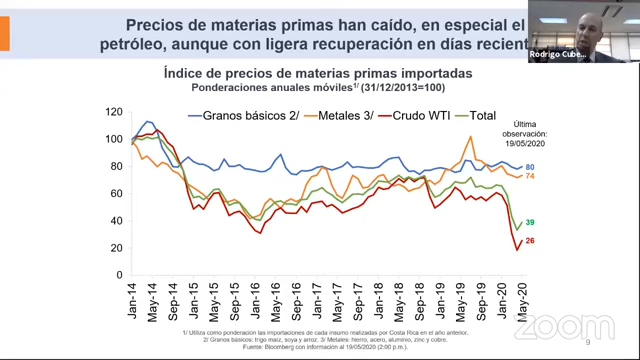 Precios de materias primas han caído, en especial el
petróleo, aunque con ligera recuperación en días recien
Rodrigo Cube...
Índice de precios de materias primas importadas
Ponderaciones anuales móviles1/ (31/12/2013=100)
Granos básicos 2/ Metales 3/ Crudo WTI Total
Última
observación:
19/05/2020
120
100
80
60
40
20
0
80
74
39
26
Jan-14 May-14 Sep-14 Jan-15 May-15 Sep-15 Jan-16 May-16 Sep-16 Jan-17 May-17 Sep-17 Jan-18 May-18 Sep-18 Jan-19 May-19 Sep-19 Jan-20 May-20
zoom
1/ Utiliza como ponderación las importaciones de cada insumo realizadas por Costa Rica en el año anterior.
2/ Granos básicos: trigo maíz, soya y arroz, 3/ Metales: hierro, acero, aluminio, zinc y cobre.
Fuente: Bloomberg con información al 19/05/2020 (2:00 p.m.).
9